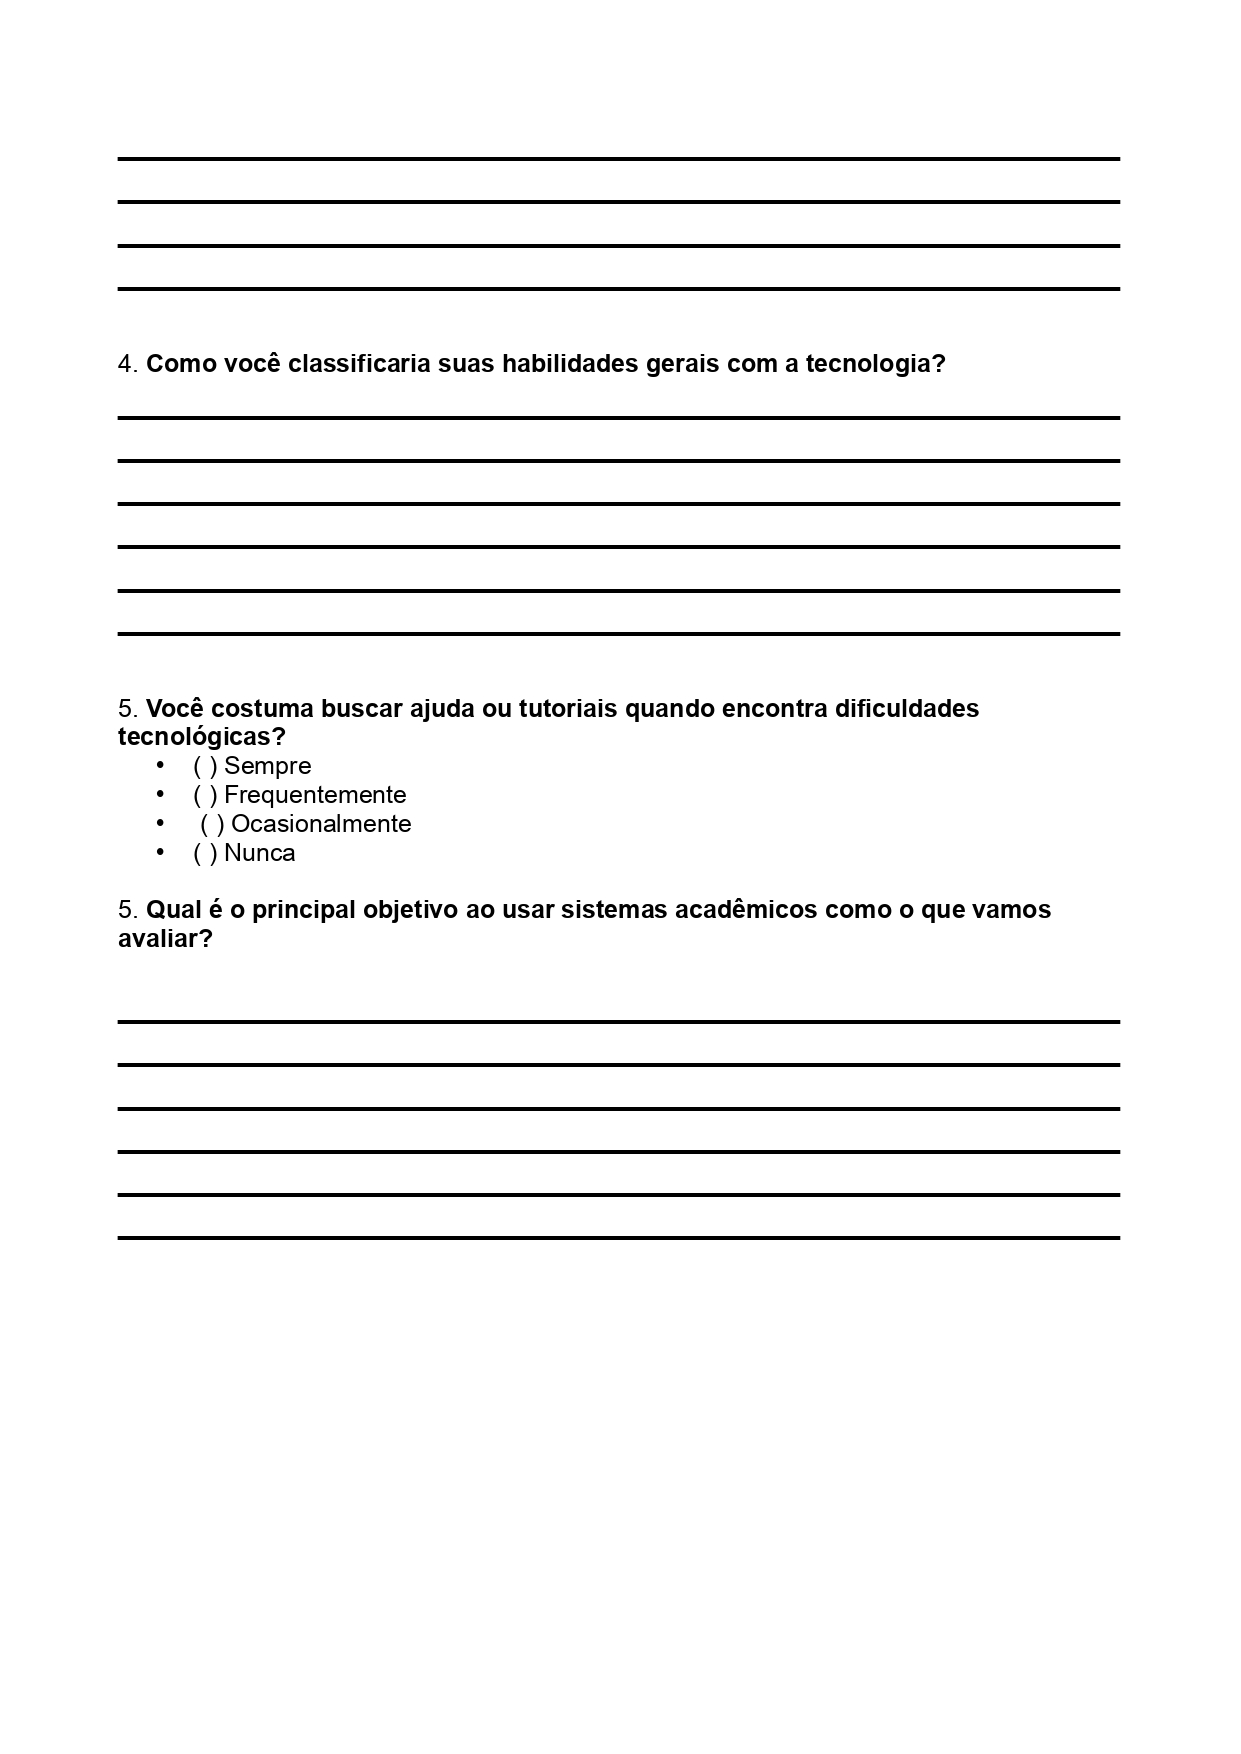 4. Como você classificaria suas habilidades gerais com a tecnologia?
5. Você costuma buscar ajuda ou tutoriais quando encontra dificuldades
tecnológicas?
• ( ) Sempre
• ( ) Frequentemente
• ( ) Ocasionalmente
• ( ) Nunca
5. Qual é o principal objetivo ao usar sistemas acadêmicos como o que vamos
avaliar?